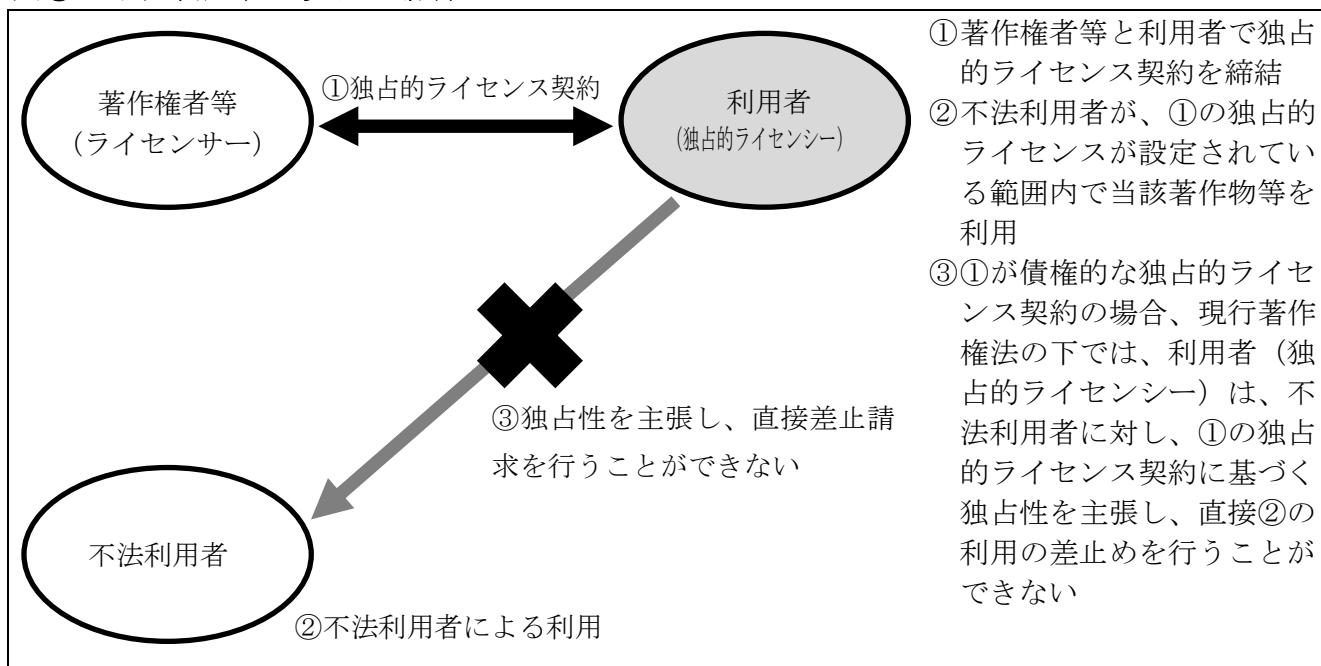 著作権者等
（ライセンサー）
①独占的ライセンス契約
利用者
（独占的ライセンシー）
③独占性を主張し、直接差止請
求を行うことができない
不法利用者
②不法利用者による利用
①著作権者等と利用者で独占
的ライセンス契約を締結
②不法利用者が、①の独占的
ライセンスが設定されてい
る範囲内で当該著作物等を
利用
③①が債権的な独占的ライセ
ンス契約の場合、現行著作
権法の下では、利用者（独
占的ライセンシー）は、不
法利用者に対し、①の独占
的ライセンス契約に基づく
独占性を主張し、直接②の
利用の差止めを行うことが
できない